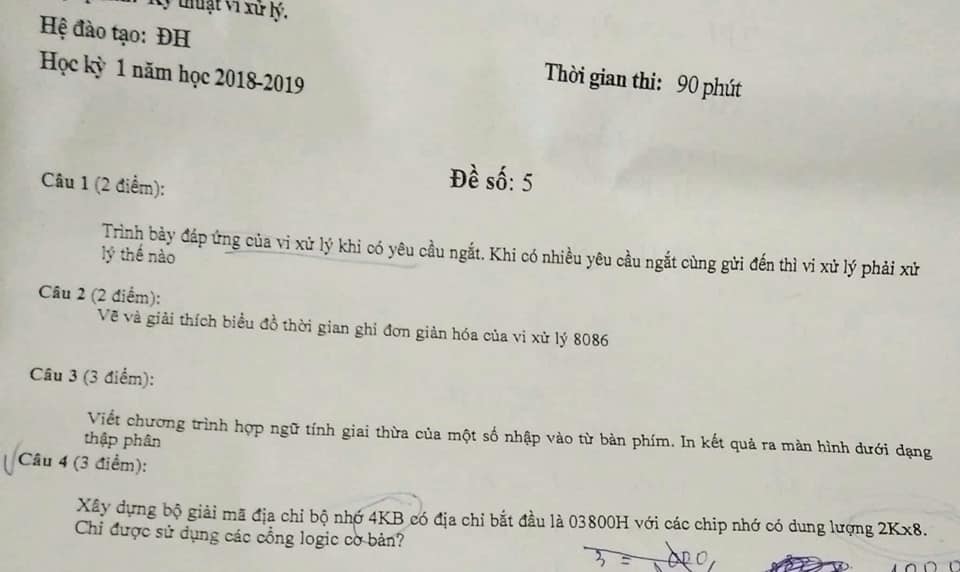 Kỹ thuật vi xử lý.
Hệ đào tạo: ĐH
Học kỳ 1 năm học 2018-2019
Thời gian thi: 90 phút
Đề số: 5
Câu 1 (2 điểm):
Trình bày đáp ứng của vi xử lý khi có yêu cầu ngắt. Khi có nhiều yêu cầu ngắt cùng gửi đến thì vi xử lý phải xử
lý thế nào
Câu 2 (2 điểm):
Vẽ và giải thích biểu đồ thời gian ghi đơn giản hóa của vi xử lý 8086
Câu 3 (3 điểm):
Viết chương trình hợp ngữ tính giai thừa của một số nhập vào từ bàn phím. In kết quả ra màn hình dưới dạng
thập phân
Câu 4 (3 điểm):
Xây dựng bộ giải mã địa chỉ bộ nhớ 4KB có địa chỉ bắt đầu là 03800H với các chip nhớ có dung lượng 2Kx8.
Chỉ được sử dụng các cổng logic cơ bản?
3 =